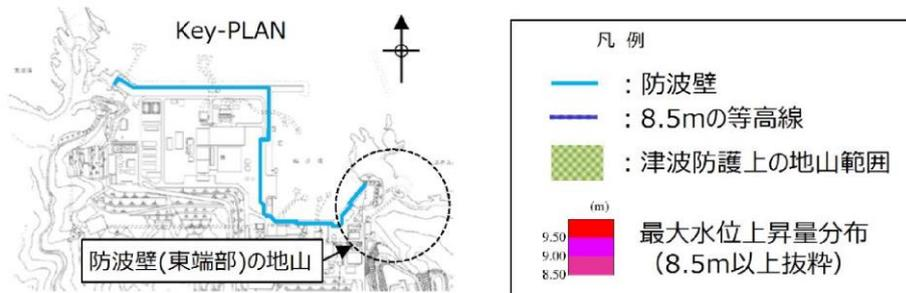 Key-PLAN
防波壁(東端部)の地山
凡 例
：防波壁
：8.5mの等高線
：津波防護上の地山範囲
(m)
9.50
9.00
8.50
最大水位上昇量分布
（8.5m以上抜粋）